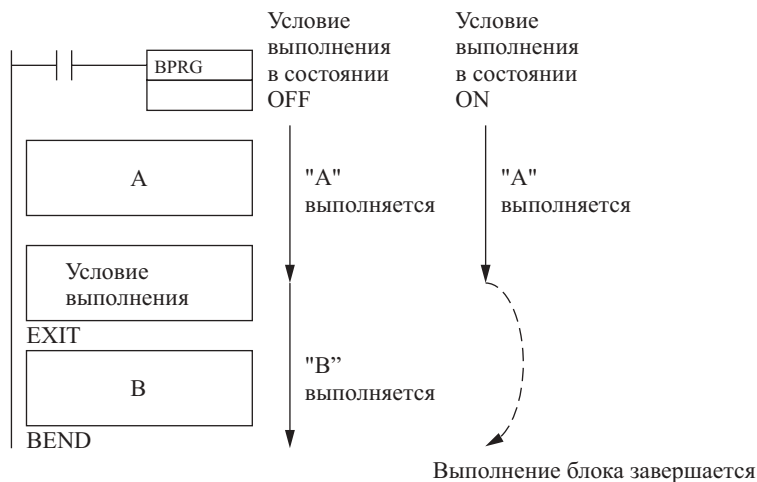 Условие
выполнения
в состоянии
OFF
Условие
выполнения
в состоянии
ON
BPRG
A
"A"
выполняется
"A"
выполняется
Условие
выполнения
EXIT
B
"B”
выполняется
BEND
Выполнение блока завершается